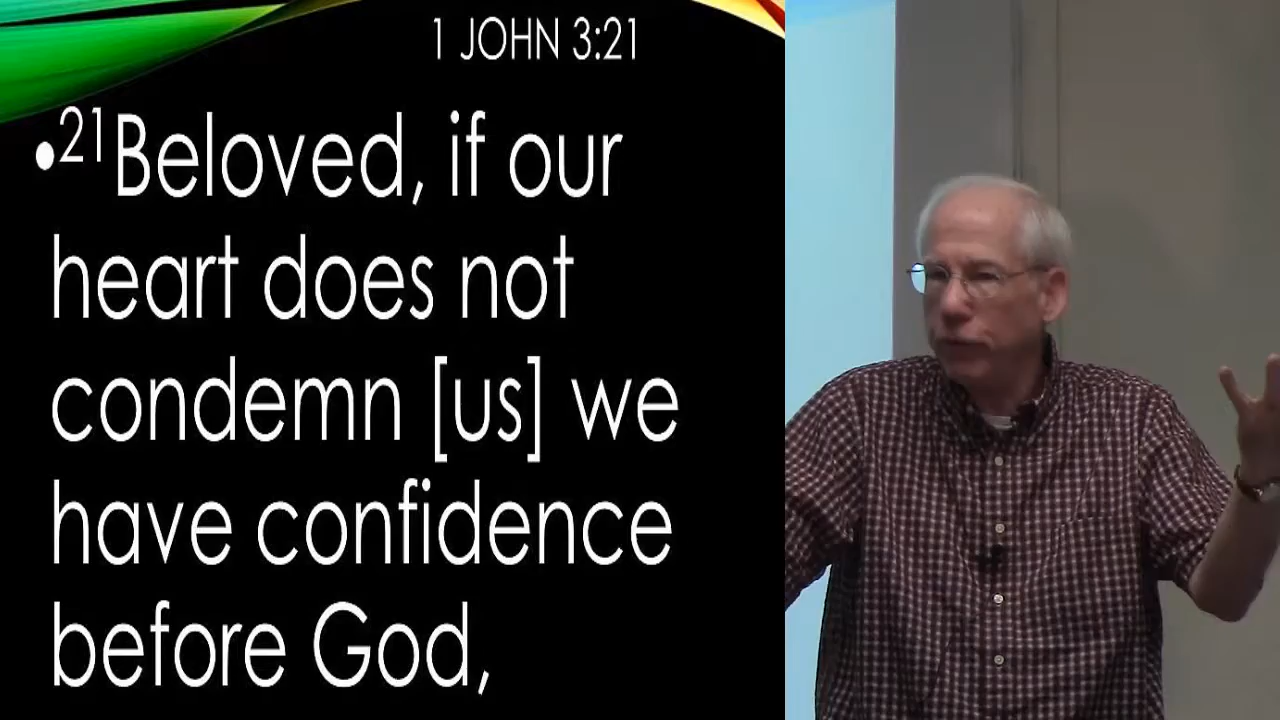 1 JOHN 3:21
•²¹Beloved, if our
heart does not
condemn [us] we
have confidence
before God,